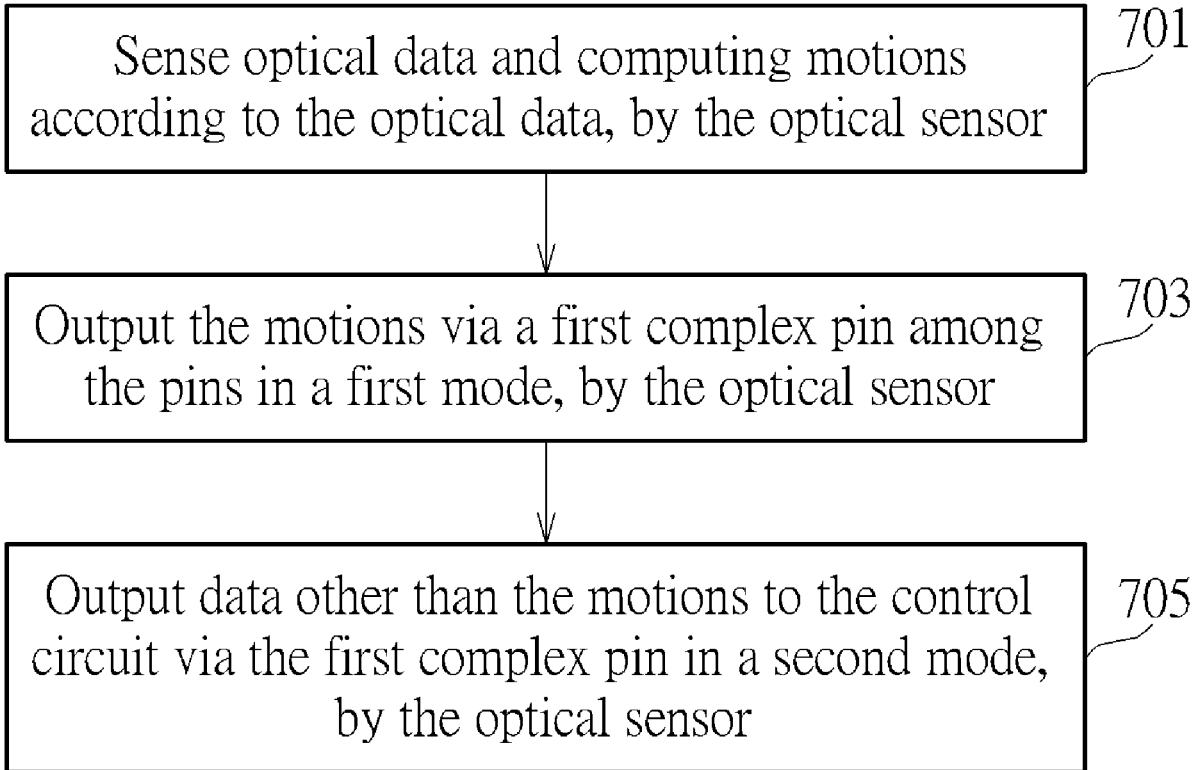 701
Sense optical data and computing motions
according to the optical data, by the optical sensor
703
Output the motions via a first complex pin among
the pins in a first mode, by the optical sensor
705
Output data other than the motions to the control
circuit via the first complex pin in a second mode,
by the optical sensor